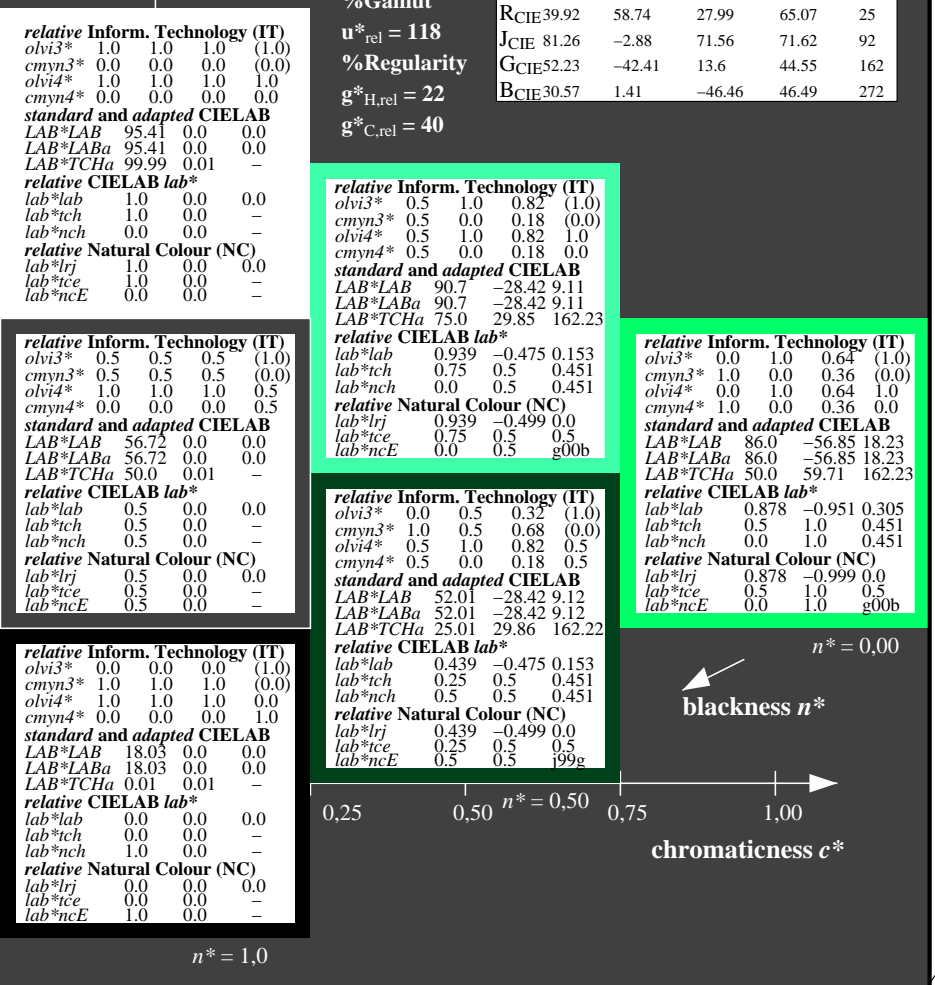 %Gamut
u*rel = 118
%Regularity
g*H,rel = 22
g*C,rel = 40
RCIE 39.92 58.74 27.99 65.07 25
JCIE 81.26 −2.88 71.56 71.62 92
GCIE 52.23 −42.41 13.6 44.55 162
BCIE 30.57 1.41 −46.46 46.49 272
relative Inform. Technology (IT)
olvi3* 1.0 1.0 1.0 (1.0)
cmyn3* 0.0 0.0 0.0 (0.0)
olvi4* 1.0 1.0 1.0 1.0
cmyn4* 0.0 0.0 0.0 0.0
standard and adapted CIELAB
LAB*LAB 95.41 0.0 0.0
LAB*LABa 95.41 0.0 0.0
LAB*TCHa 99.99 0.01 –
relative CIELAB lab*
lab*lab 1.0 0.0 0.0
lab*tch 1.0 0.0 –
lab*nch 0.0 0.0 –
relative Natural Colour (NC)
lab*lrj 1.0 0.0 0.0
lab*tce 1.0 0.0 –
lab*ncE 0.0 0.0 –
relative Inform. Technology (IT)
olvi3* 0.5 1.0 0.82 (1.0)
cmyn3* 0.5 0.0 0.18 (0.0)
olvi4* 0.5 1.0 0.82 1.0
cmyn4* 0.5 0.0 0.18 0.0
standard and adapted CIELAB
LAB*LAB 90.7 −28.42 9.11
LAB*LABa 90.7 −28.42 9.11
LAB*TCHa 75.0 29.85 162.23
relative CIELAB lab*
lab*lab 0.939 −0.475 0.153
lab*tch 0.75 0.5 0.451
lab*nch 0.0 0.5 0.451
relative Natural Colour (NC)
lab*lrj 0.939 −0.499 0.0
lab*tce 0.75 0.5 0.5
lab*ncE 0.0 0.5 g00b
relative Inform. Technology (IT)
olvi3* 0.5 0.5 0.5 (1.0)
cmyn3* 0.5 0.5 0.5 (0.0)
olvi4* 1.0 1.0 1.0 0.5
cmyn4* 0.0 0.0 0.0 0.5
standard and adapted CIELAB
LAB*LAB 56.72 0.0 0.0
LAB*LABa 56.72 0.0 0.0
LAB*TCHa 50.0 0.01 –
relative CIELAB lab*
lab*lab 0.5 0.0 0.0
lab*tch 0.5 0.0 –
lab*nch 0.5 0.0 –
relative Natural Colour (NC)
lab*lrj 0.5 0.0 0.0
lab*tce 0.5 0.0 –
lab*ncE 0.5 0.0 –
relative Inform. Technology (IT)
olvi3* 0.0 1.0 0.64 (1.0)
cmyn3* 1.0 0.0 0.36 (0.0)
olvi4* 0.0 1.0 0.64 1.0
cmyn4* 1.0 0.0 0.36 0.0
standard and adapted CIELAB
LAB*LAB 86.0 −56.85 18.23
LAB*LABa 86.0 −56.85 18.23
LAB*TCHa 50.0 59.71 162.23
relative CIELAB lab*
lab*lab 0.878 −0.951 0.305
lab*tch 0.5 1.0 0.451
lab*nch 0.0 1.0 0.451
relative Natural Colour (NC)
lab*lrj 0.878 −0.999 0.0
lab*tce 0.5 1.0 0.5
lab*ncE 0.0 1.0 g00b
relative Inform. Technology (IT)
olvi3* 0.0 0.5 0.32 (1.0)
cmyn3* 1.0 0.5 0.68 (0.0)
olvi4* 0.5 1.0 0.82 0.5
cmyn4* 0.5 0.0 0.18 0.5
standard and adapted CIELAB
LAB*LAB 52.01 −28.42 9.12
LAB*LABa 52.01 −28.42 9.12
LAB*TCHa 25.01 29.86 162.22
relative CIELAB lab*
lab*lab 0.439 −0.475 0.153
lab*tch 0.25 0.5 0.451
lab*nch 0.5 0.5 0.451
relative Natural Colour (NC)
lab*lrj 0.439 −0.499 0.0
lab*tce 0.25 0.5 0.5
lab*ncE 0.5 0.5 j99g
relative Inform. Technology (IT)
olvi3* 0.0 0.0 0.0 (1.0)
cmyn3* 1.0 1.0 1.0 (0.0)
olvi4* 1.0 1.0 1.0 0.0
cmyn4* 0.0 0.0 0.0 1.0
standard and adapted CIELAB
LAB*LAB 18.03 0.0 0.0
LAB*LABa 18.03 0.0 0.0
LAB*TCHa 0.01 0.01 –
relative CIELAB lab*
lab*lab 0.0 0.0 0.0
lab*tch 0.0 0.0 –
lab*nch 1.0 0.0 –
relative Natural Colour (NC)
lab*lrj 0.0 0.0 0.0
lab*tce 0.0 0.0 –
lab*ncE 1.0 0.0 –
n* = 0,00
blackness n*
0,25 0,50 n* = 0,50 0,75 1,00
chromaticness c*
n* = 1,0